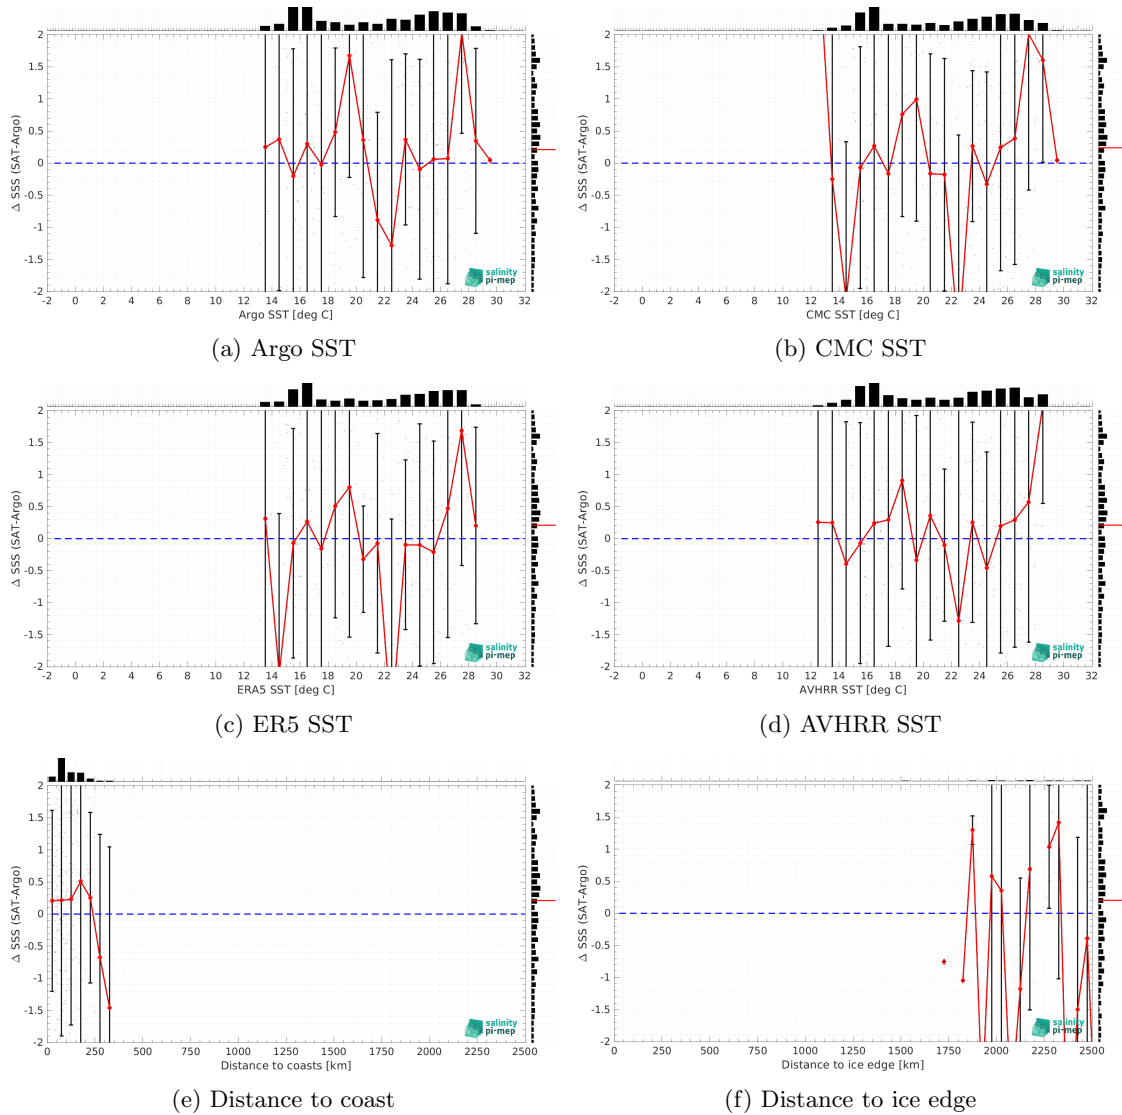 2
1.5
1
0.5
0
-0.5
-1
-1.5
-2
Δ SSS (SAT-Argo)
-2 0 2 4 6 8 10 12 14 16 18 20 22 24 26 28 30 32
Argo SST [deg C]
salinity
pi-mep
(a) Argo SST
2
1.5
1
0.5
0
-0.5
-1
-1.5
-2
Δ SSS (SAT-Argo)
-2 0 2 4 6 8 10 12 14 16 18 20 22 24 26 28 30 32
CMC SST [deg C]
salinity
pi-mep
(b) CMC SST
2
1.5
1
0.5
0
-0.5
-1
-1.5
-2
Δ SSS (SAT-Argo)
-2 0 2 4 6 8 10 12 14 16 18 20 22 24 26 28 30 32
ERA5 SST [deg C]
salinity
pi-mep
(c) ER5 SST
2
1.5
1
0.5
0
-0.5
-1
-1.5
-2
Δ SSS (SAT-Argo)
-2 0 2 4 6 8 10 12 14 16 18 20 22 24 26 28 30 32
AVHRR SST [deg C]
salinity
pi-mep
(d) AVHRR SST
2
1.5
1
0.5
0
-0.5
-1
-1.5
-2
Δ SSS (SAT-Argo)
0 250 500 750 1000 1250 1500 1750 2000 2250 2500
Distance to coasts [km]
salinity
pi-mep
(e) Distance to coast
2
1.5
1
0.5
0
-0.5
-1
-1.5
-2
Δ SSS (SAT-Argo)
0 250 500 750 1000 1250 1500 1750 2000 2250 2500
Distance to ice edge [km]
salinity
pi-mep
(f) Distance to ice edge